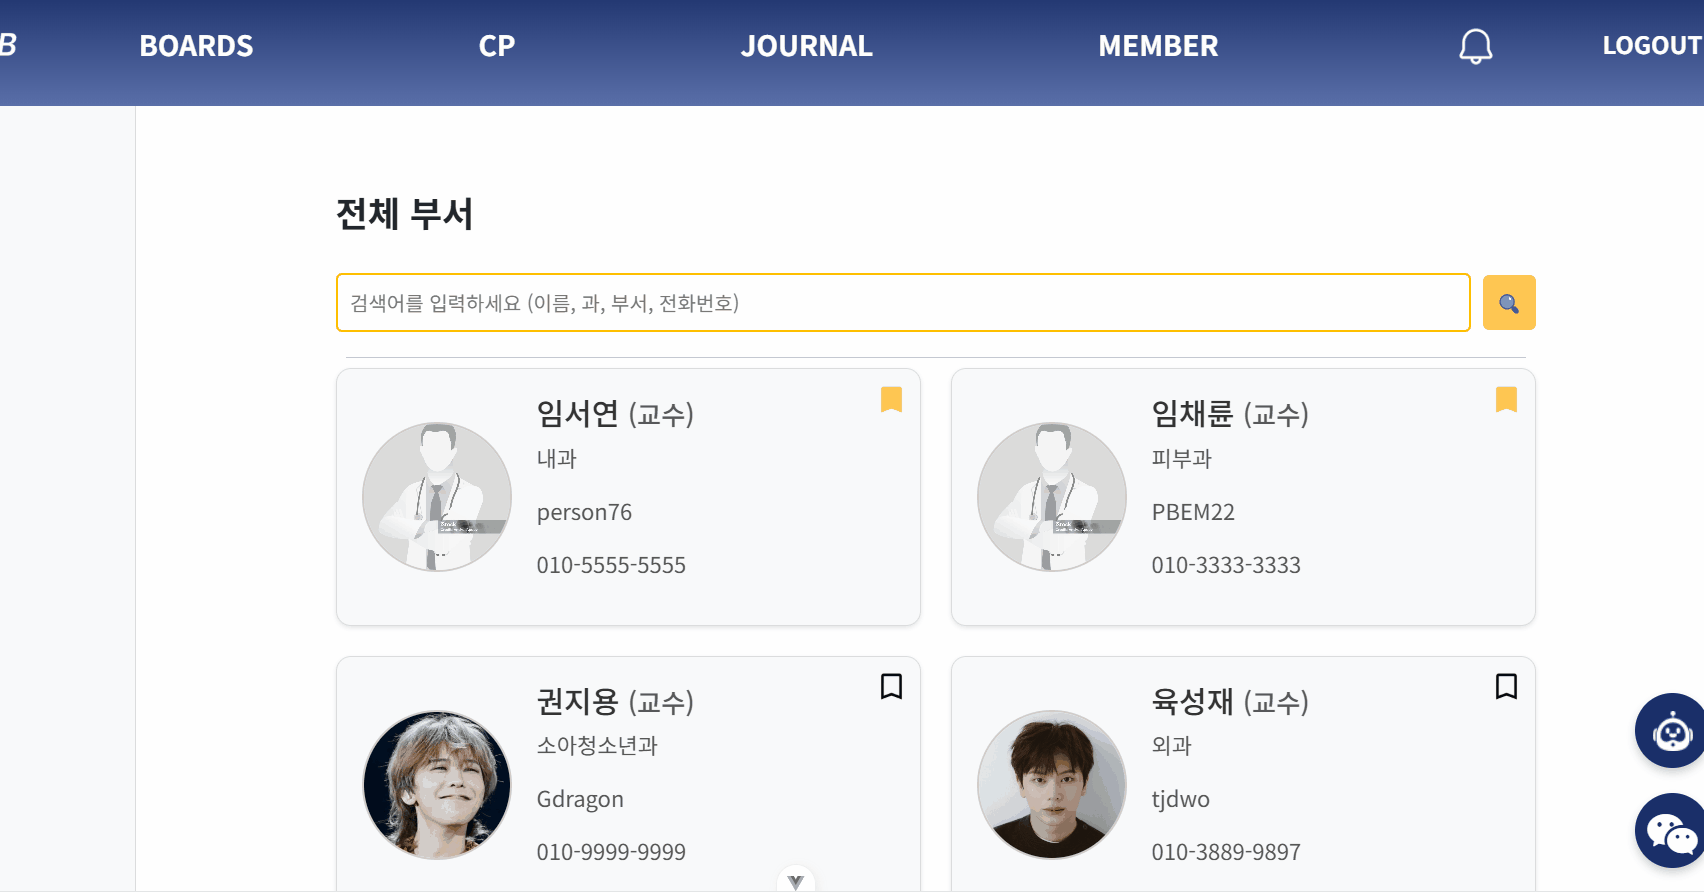 B BOARDS CP JOURNAL MEMBER LOGOUT
전체 부서
검색어를 입력하세요 (이름, 과, 부서, 전화번호)
임서연 (교수)
내과
person76
010-5555-5555
임채륜 (교수)
피부과
PBEM22
010-3333-3333
권지용 (교수)
소아청소년과
Gdragon
010-9999-9999
육성재 (교수)
외과
tjdwo
010-3889-9897